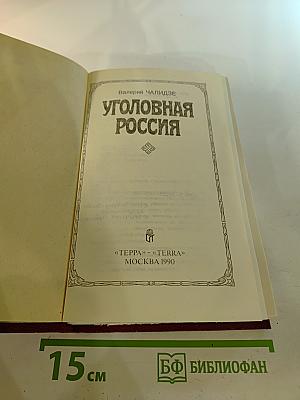 Валерий ЧАЛИДЗЕ
УГОЛОВНАЯ
РОССИЯ
«ТЕРРА» – «TERRA»
МОСКВА 1990
15 см
БФ БИБЛИОФАН